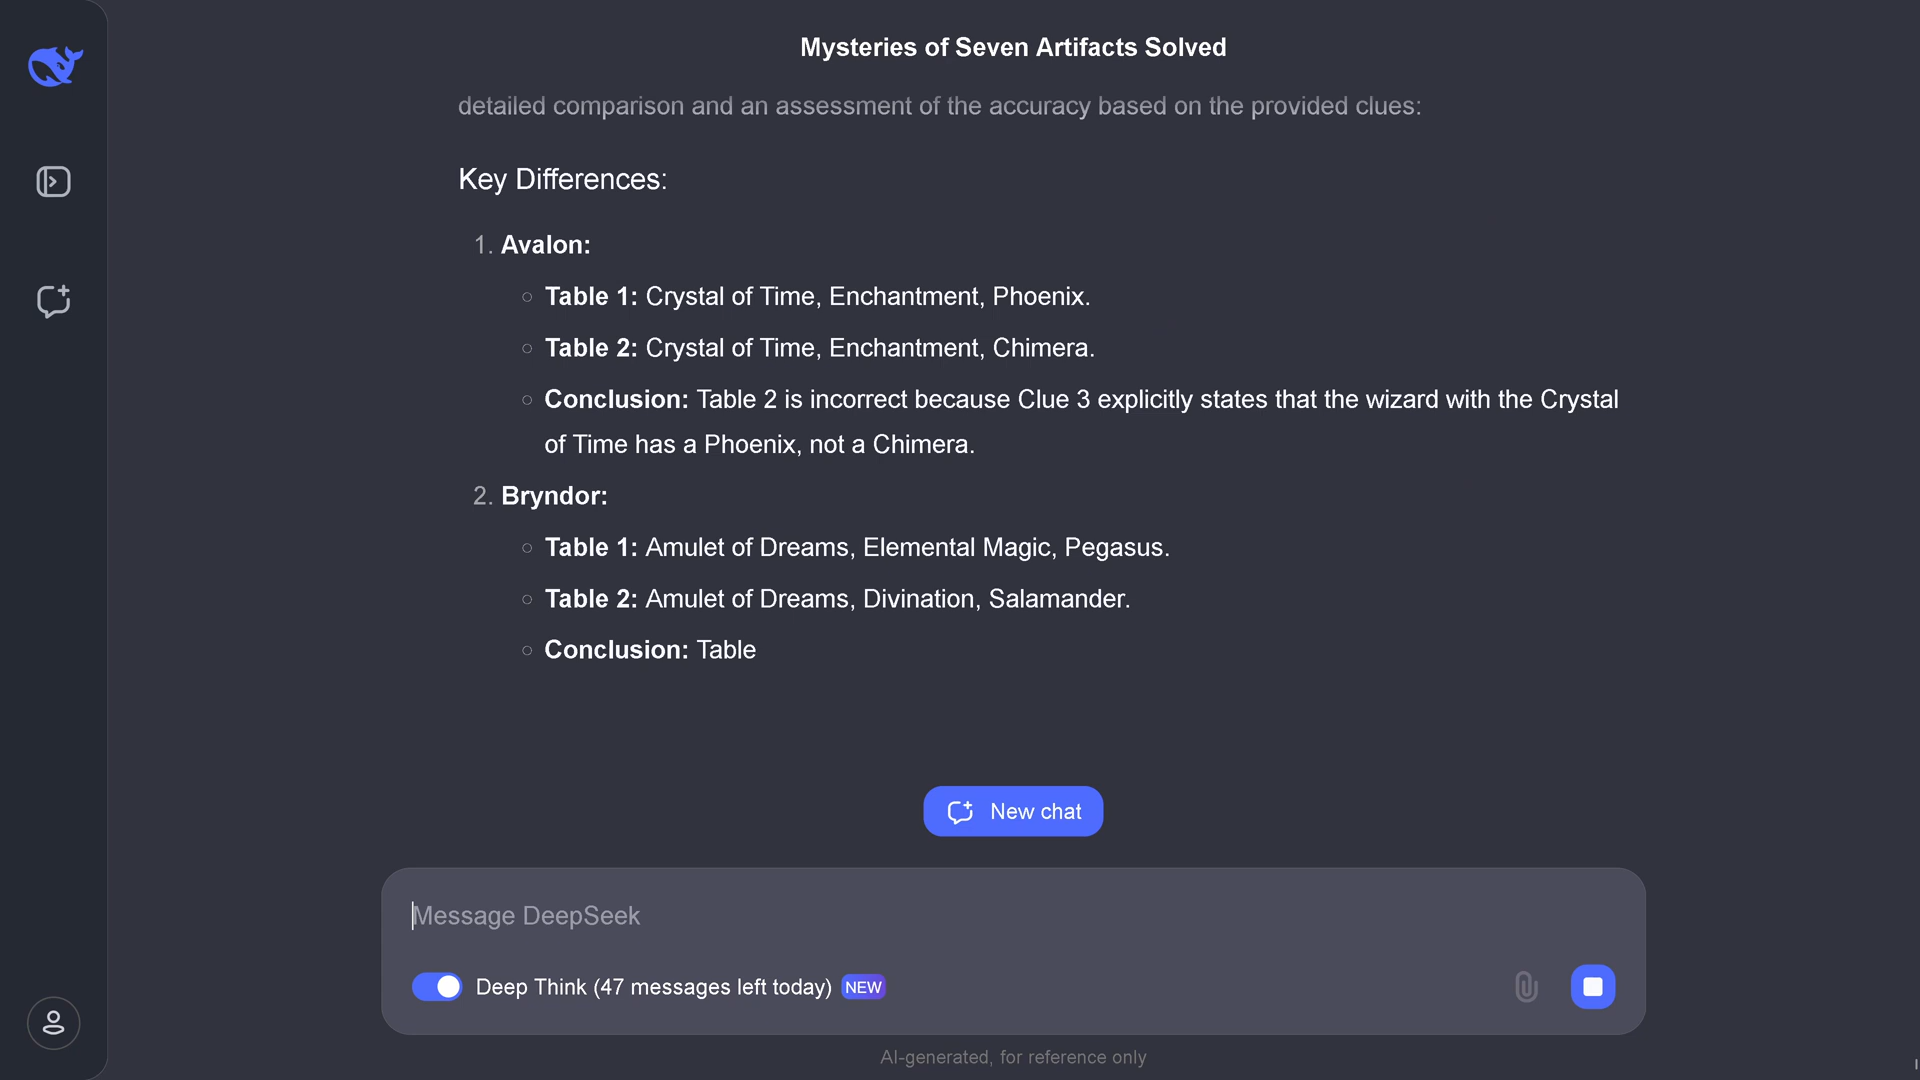 Mysteries of Seven Artifacts Solved
detailed comparison and an assessment of the accuracy based on the provided clues:
Key Differences:
1. Avalon:
Table 1: Crystal of Time, Enchantment, Phoenix.
Table 2: Crystal of Time, Enchantment, Chimera.
Conclusion: Table 2 is incorrect because Clue 3 explicitly states that the wizard with the Crystal
of Time has a Phoenix, not a Chimera.
2. Bryndor:
Table 1: Amulet of Dreams, Elemental Magic, Pegasus.
Table 2: Amulet of Dreams, Divination, Salamander.
Conclusion: Table
New chat
Message DeepSeek
Deep Think (47 messages left today) NEW
AI-generated, for reference only